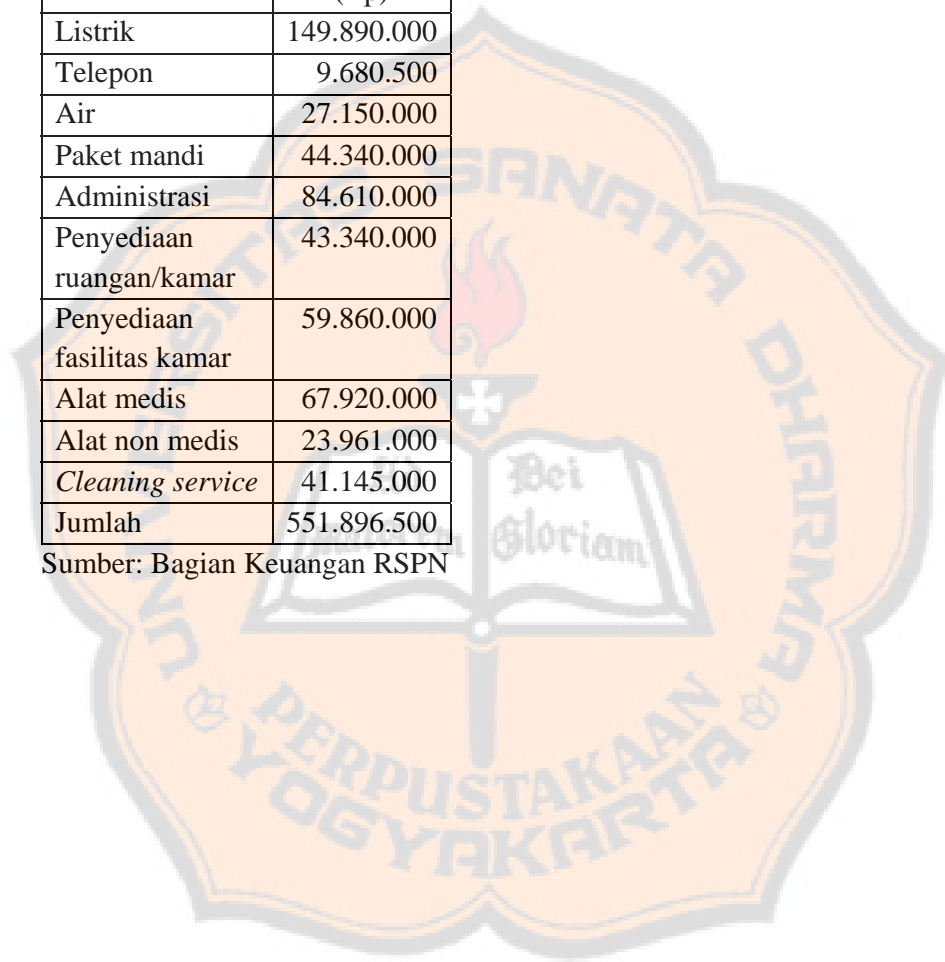 Listrik 149.890.000
Telepon 9.680.500
Air 27.150.000
Paket mandi 44.340.000
Administrasi 84.610.000
Penyediaan 43.340.000
ruangan/kamar
Penyediaan 59.860.000
fasilitas kamar
Alat medis 67.920.000
Alat non medis 23.961.000
Cleaning service 41.145.000
Jumlah 551.896.500
Sumber: Bagian Keuangan RSPN
UNIVERSITAS SANATA DHARMA
Dei
Gloriam
PERPUSTAKAAN
YOGYAKARTA